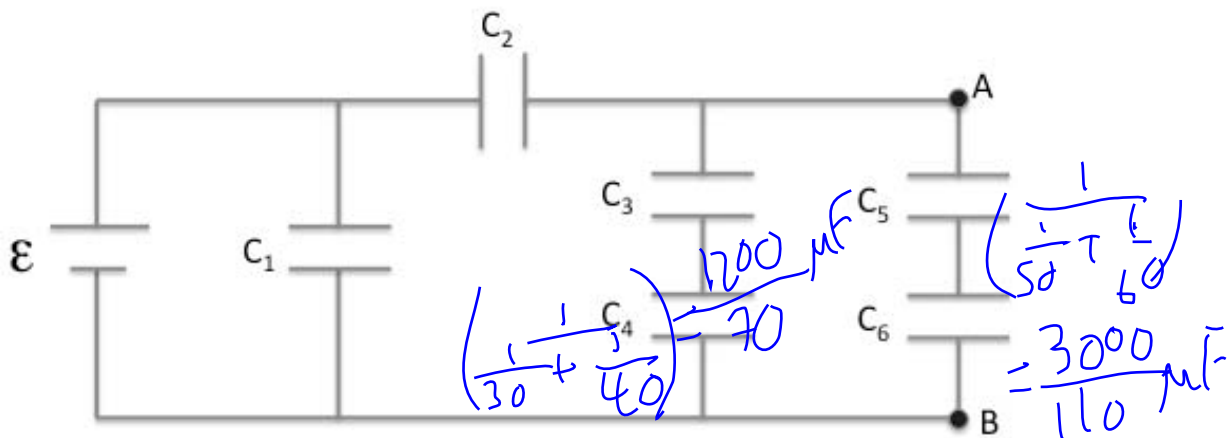 C₂
A
C₃
C₅
ε
C₁
C₄
C₆
B
(1/(1/30 + 1/40)) = 1200/70 μF
(1/(1/50 + 1/60))
= 3000/110 μF